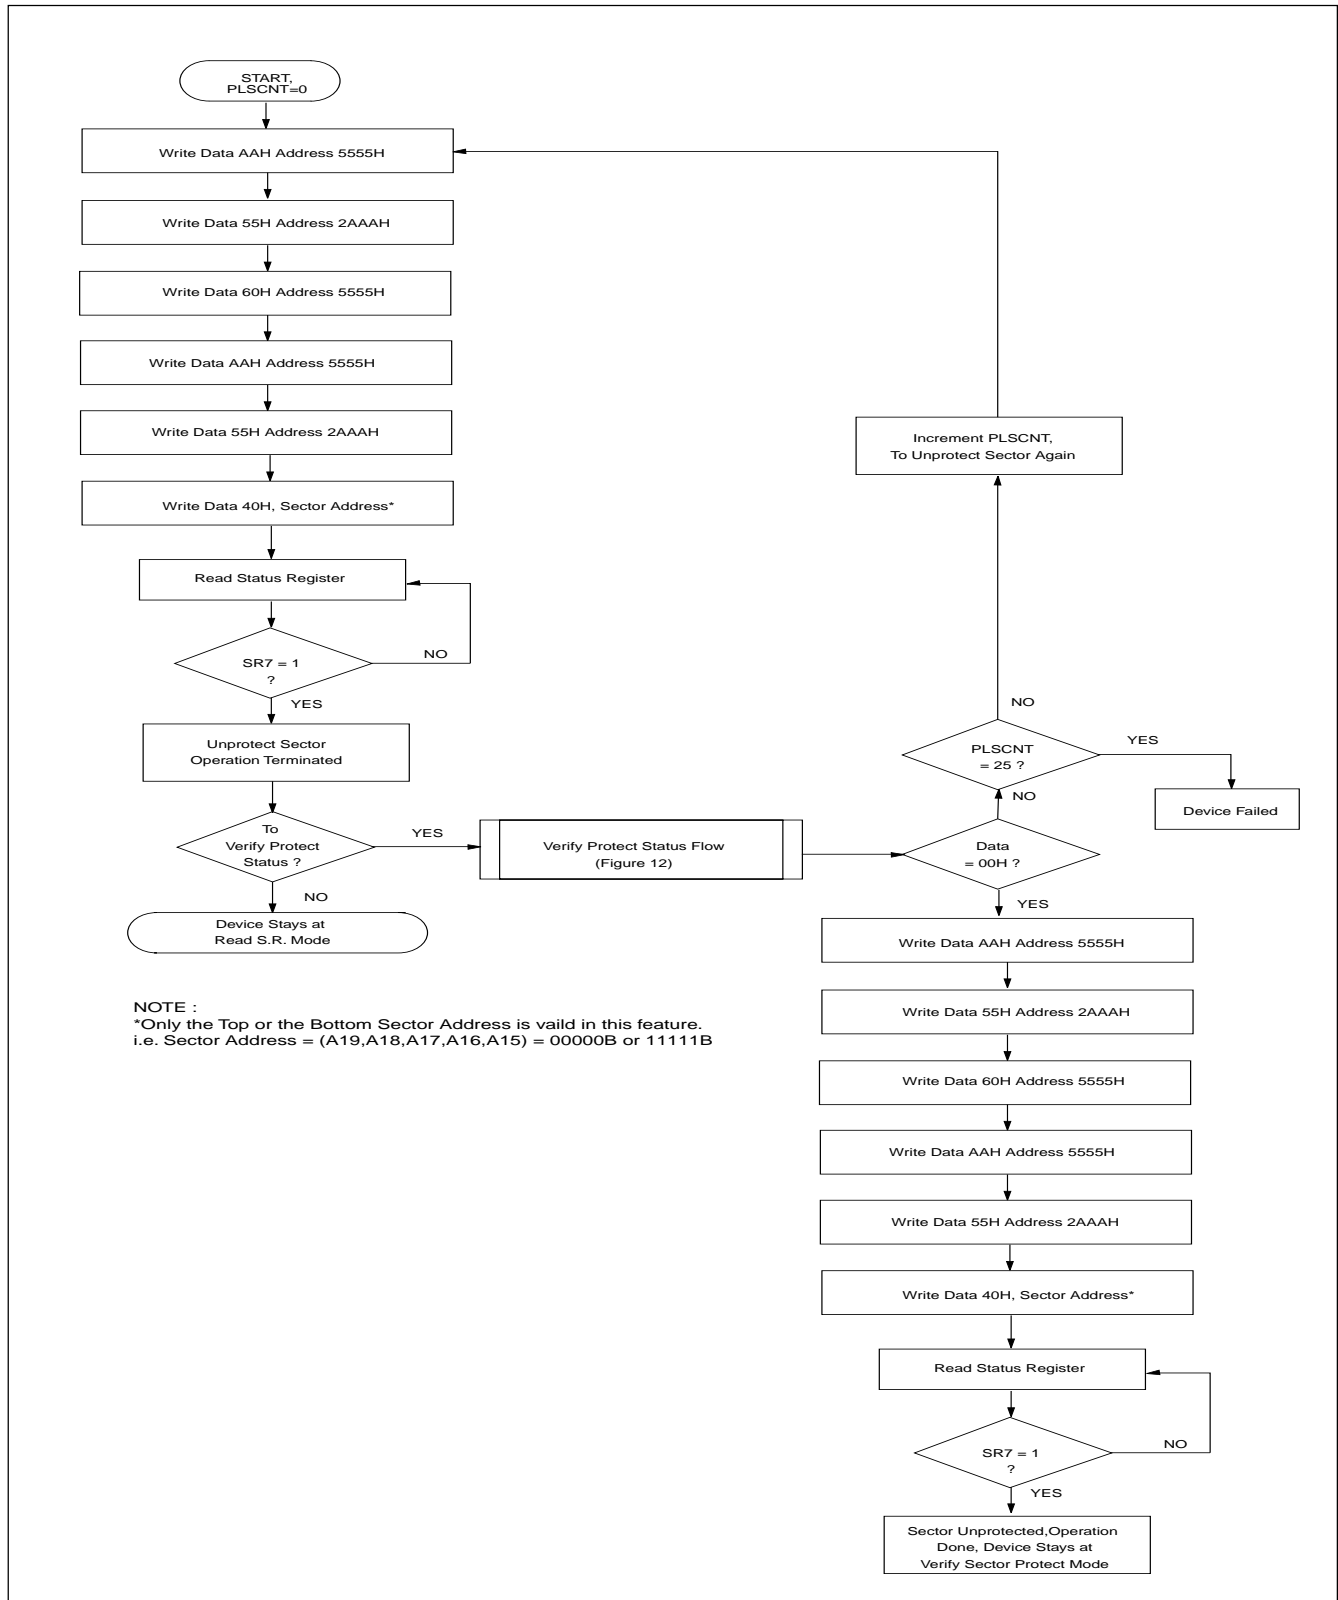 START,
PLSCNT=0
Write Data AAH Address 5555H
Write Data 55H Address 2AAAH
Write Data 60H Address 5555H
Write Data AAH Address 5555H
Write Data 55H Address 2AAAH
Write Data 40H, Sector Address*
Read Status Register
SR7 = 1
?
NO
YES
Unprotect Sector
Operation Terminated
To
Verify Protect
Status ?
YES
NO
Device Stays at
Read S.R. Mode
Verify Protect Status Flow
(Figure 12)
Data
= 00H ?
NO
PLSCNT
= 25 ?
YES
Device Failed
NO
Increment PLSCNT,
To Unprotect Sector Again
YES
Write Data AAH Address 5555H
Write Data 55H Address 2AAAH
Write Data 60H Address 5555H
Write Data AAH Address 5555H
Write Data 55H Address 2AAAH
Write Data 40H, Sector Address*
Read Status Register
SR7 = 1
?
NO
YES
Sector Unprotected,Operation
Done, Device Stays at
Verify Sector Protect Mode
NOTE :
*Only the Top or the Bottom Sector Address is vaild in this feature.
i.e. Sector Address = (A19,A18,A17,A16,A15) = 00000B or 11111B